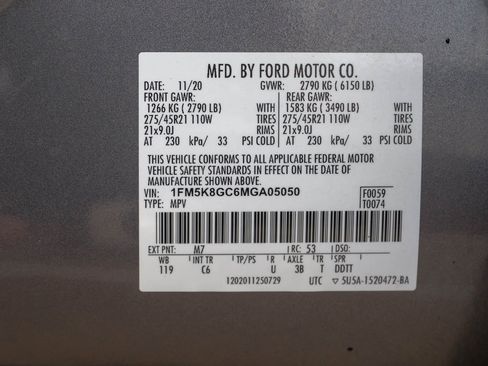 MFD. BY FORD MOTOR CO.
DATE: 11/20 GVWR: 2790 KG ( 6150 LB)
FRONT GAWR: REAR GAWR:
1266 KG ( 2790 LB) WITH 1583 KG ( 3490 LB) WITH
275/45R21 110W TIRES 275/45R21 110W TIRES
21x9.0J RIMS 21x9.0J RIMS
AT 230 kPa/ 33 PSI COLD AT 230 kPa/ 33 PSI COLD
THIS VEHICLE CONFORMS TO ALL APPLICABLE FEDERAL MOTOR
VEHICLE SAFETY STANDARDS IN EFFECT ON THE DATE OF
MANUFACTURE SHOWN ABOVE.
VIN: 1FM5K8GC6MGA05050 F0059
TYPE: MPV T0074
EXT PNT: M7 RC: 53 DSO:
WB INT TR TP/PS R AXLE TR SPR
119 C6 U 3B T DDTT
1202011250729 UTC ▽ 5U5A-1520472-BA